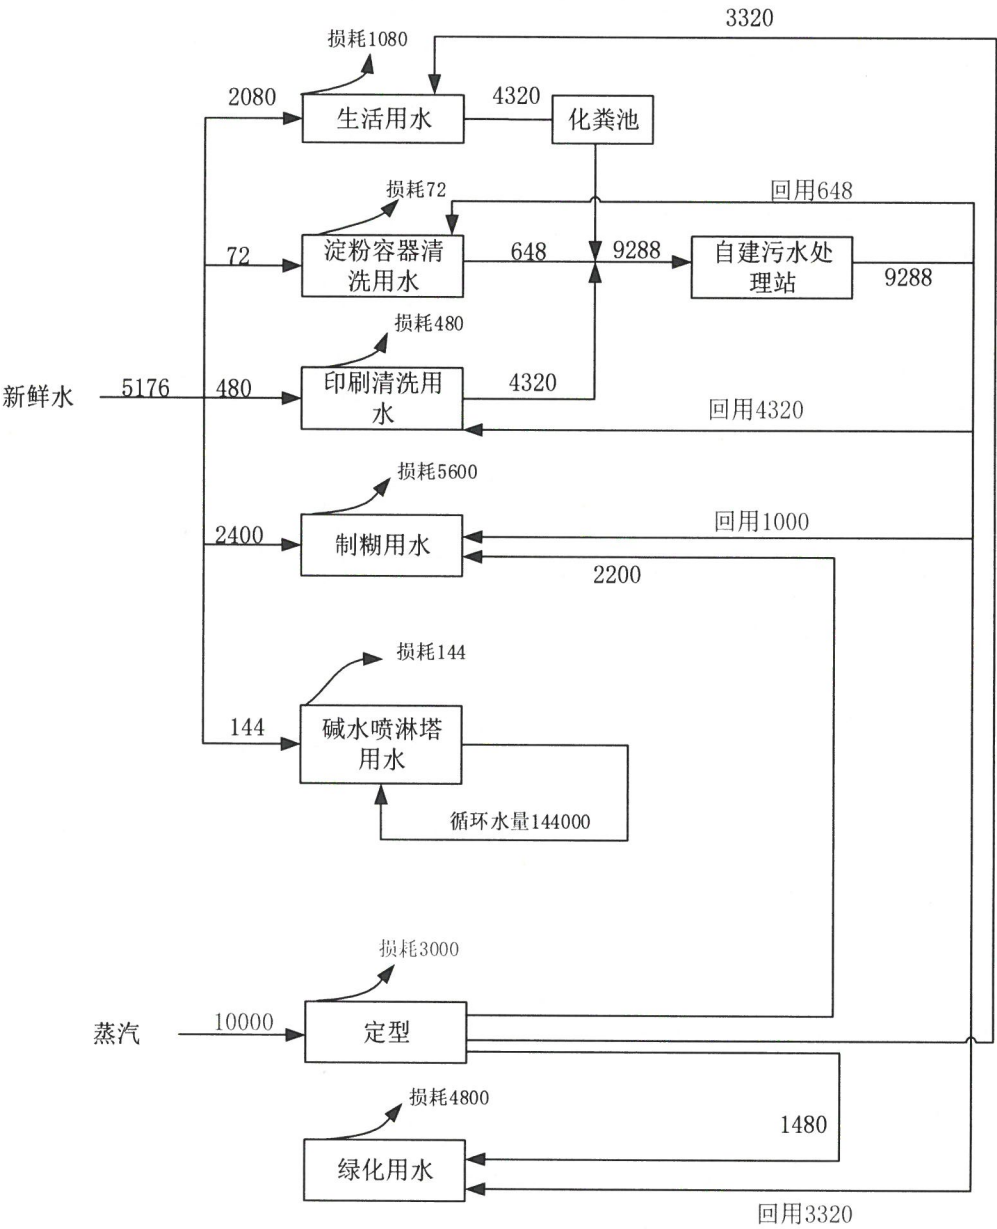 3320
损耗1080
2080
生活用水
4320
化粪池
损耗72
回用648
72
淀粉容器清
洗用水
648
9288
自建污水处
理站
9288
损耗480
新鲜水
5176
480
印刷清洗用
水
4320
回用4320
损耗5600
2400
制糊用水
回用1000
2200
损耗144
144
碱水喷淋塔
用水
循环水量144000
损耗3000
蒸汽
10000
定型
损耗4800
1480
绿化用水
回用3320